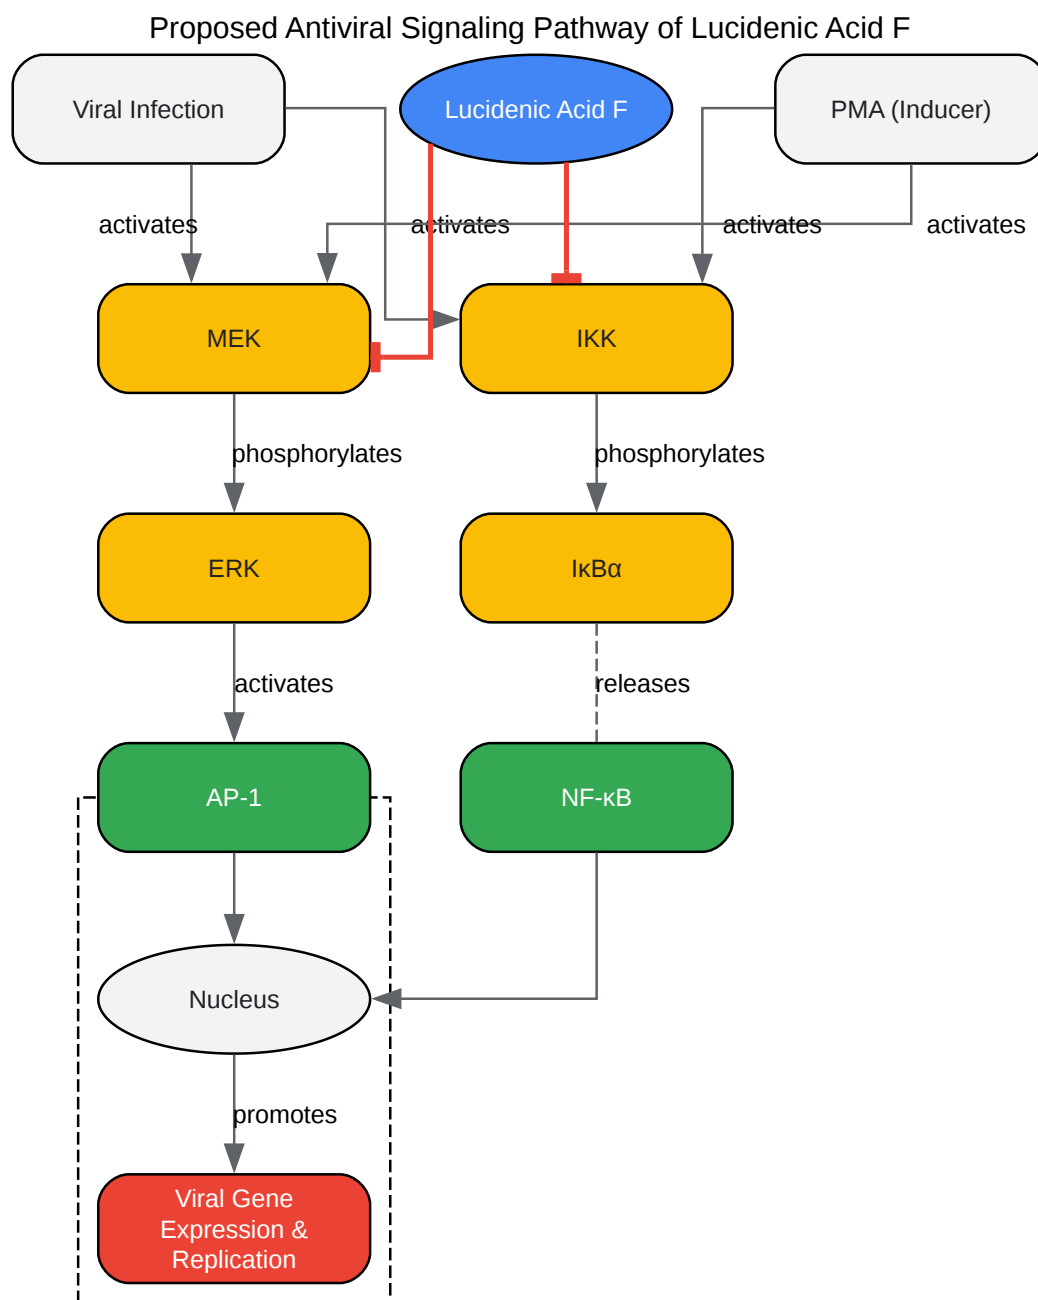 Proposed Antiviral Signaling Pathway of Lucidenic Acid F
Viral Infection
Lucidenic Acid F
PMA (Inducer)
activates
activates
activates
activates
MEK
IKK
phosphorylates
phosphorylates
ERK
IκBα
activates
releases
AP-1
NF-κB
Nucleus
promotes
Viral Gene
Expression &
Replication